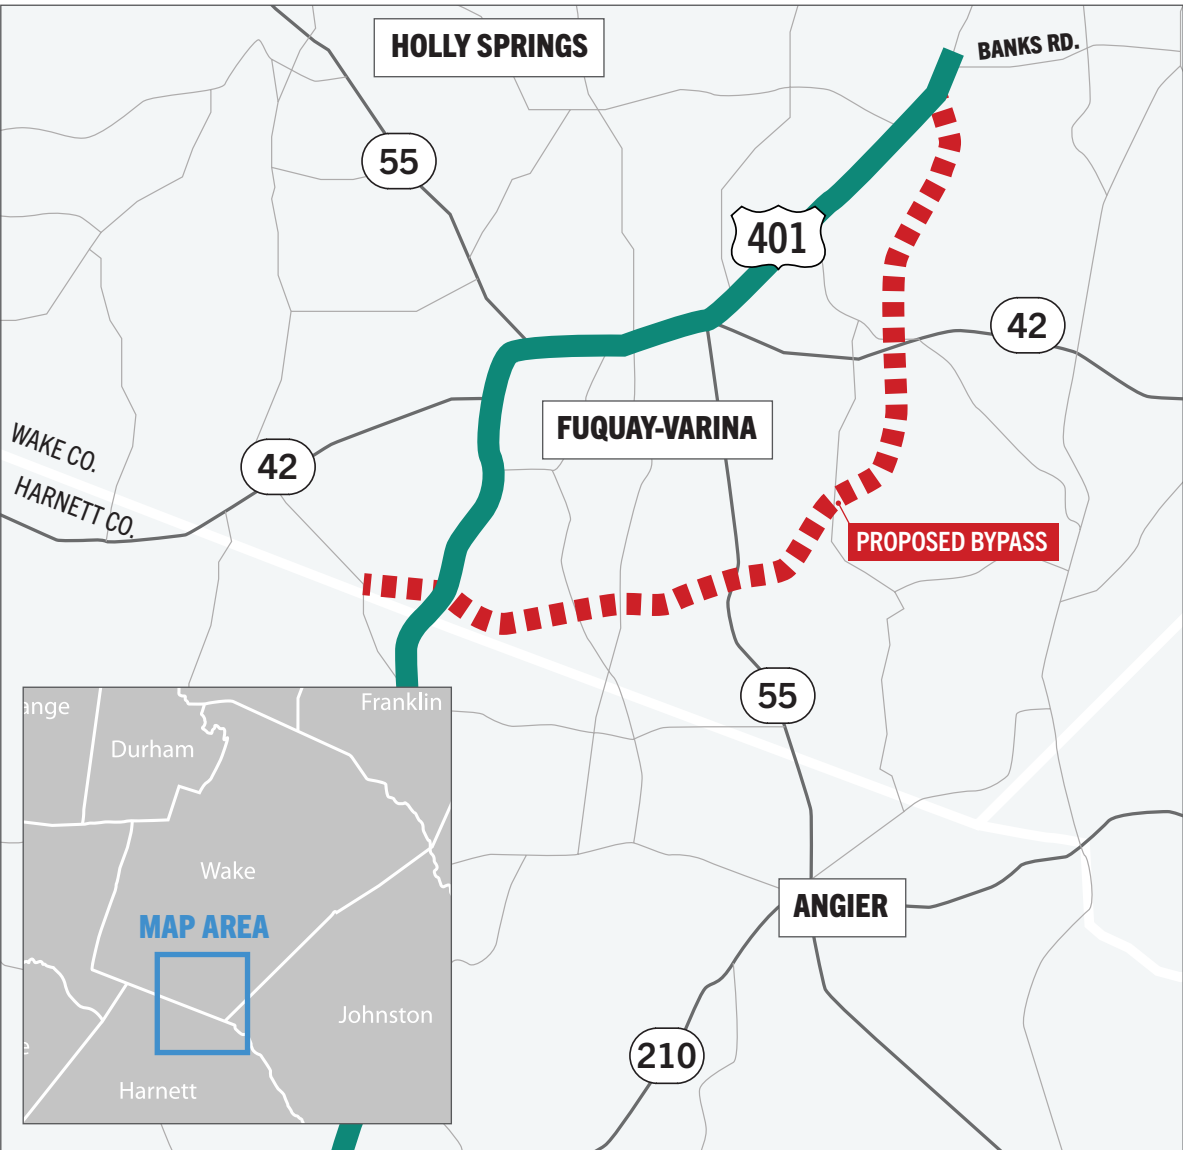 HOLLY SPRINGS
BANKS RD.
55
401
42
FUQUAY-VARINA
WAKE CO.
42
HARNETT CO.
PROPOSED BYPASS
55
Franklin
ange
Durham
Wake
ANGIER
MAP AREA
Johnston
e
210
Harnett